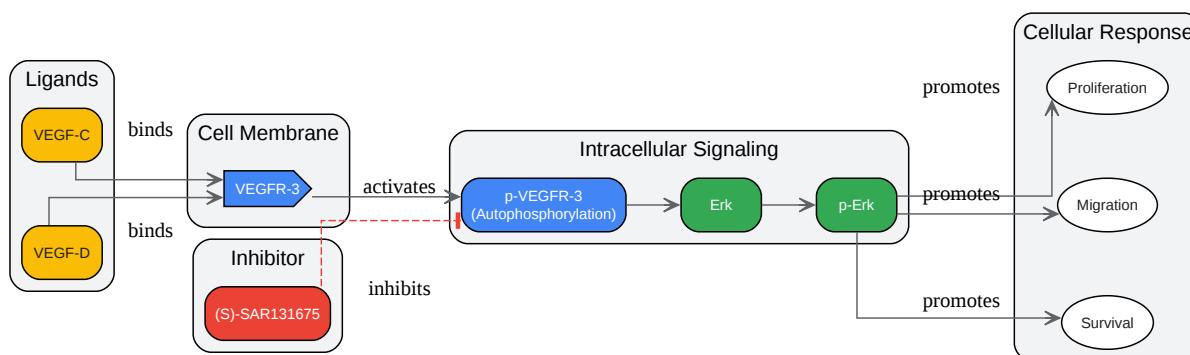 Ligands
VEGF-C
VEGF-D
binds
binds
Cell Membrane
VEGFR-3
Inhibitor
(S)-SAR131675
activates
inhibits
Intracellular Signaling
p-VEGFR-3
(Autophosphorylation)
Erk
p-Erk
promotes
promotes
promotes
Cellular Response
Proliferation
Migration
Survival